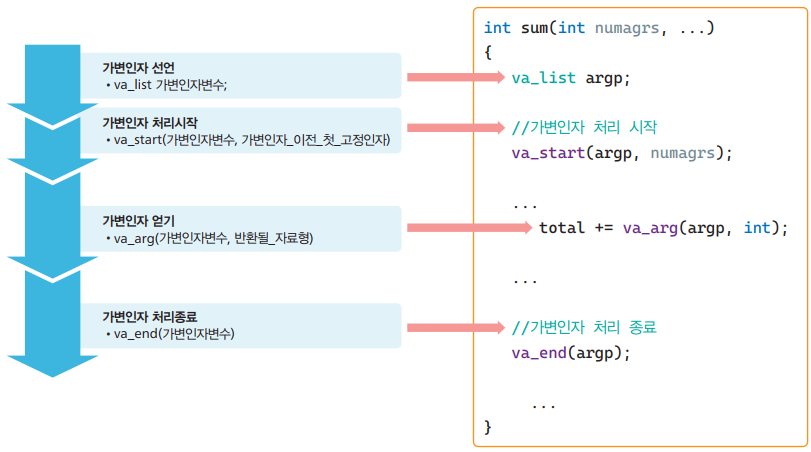 가변인자 선언
• va_list 가변인자변수;
가변인자 처리시작
• va_start(가변인자변수, 가변인자_이전_첫_고정인자)
가변인자 얻기
• va_arg(가변인자변수, 반환될_자료형)
가변인자 처리종료
• va_end(가변인자변수)
int sum(int numagrs, ...)
{
va_list argp;
//가변인자 처리 시작
va_start(argp, numagrs);
...
total += va_arg(argp, int);
...
//가변인자 처리 종료
va_end(argp);
...
}